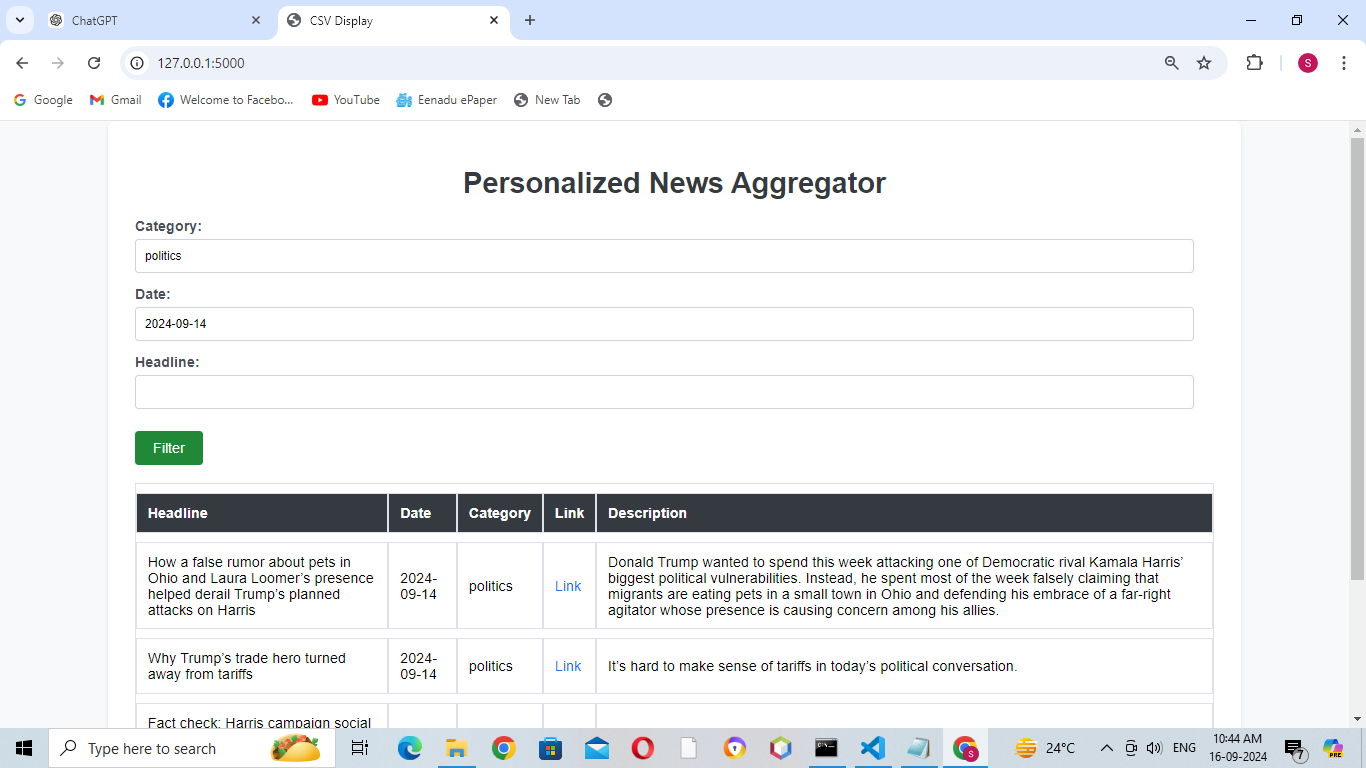 ChatGPT
CSV Display
127.0.0.1:5000
S
Google
Gmail
Welcome to Facebo...
YouTube
Eenadu ePaper
New Tab
Personalized News Aggregator
Category:
politics
Date:
2024-09-14
Headline:
Filter
Headline Date Category Link Description
How a false rumor about pets in
Ohio and Laura Loomer’s presence
helped derail Trump’s planned
attacks on Harris
2024-
09-14
politics
Link
Donald Trump wanted to spend this week attacking one of Democratic rival Kamala Harris’
biggest political vulnerabilities. Instead, he spent most of the week falsely claiming that
migrants are eating pets in a small town in Ohio and defending his embrace of a far-right
agitator whose presence is causing concern among his allies.
Why Trump’s trade hero turned
away from tariffs
2024-
09-14
politics
Link
It’s hard to make sense of tariffs in today’s political conversation.
Fact check: Harris campaign social
Type here to search
S
24°C
ENG
10:44 AM
16-09-2024
7
PRE